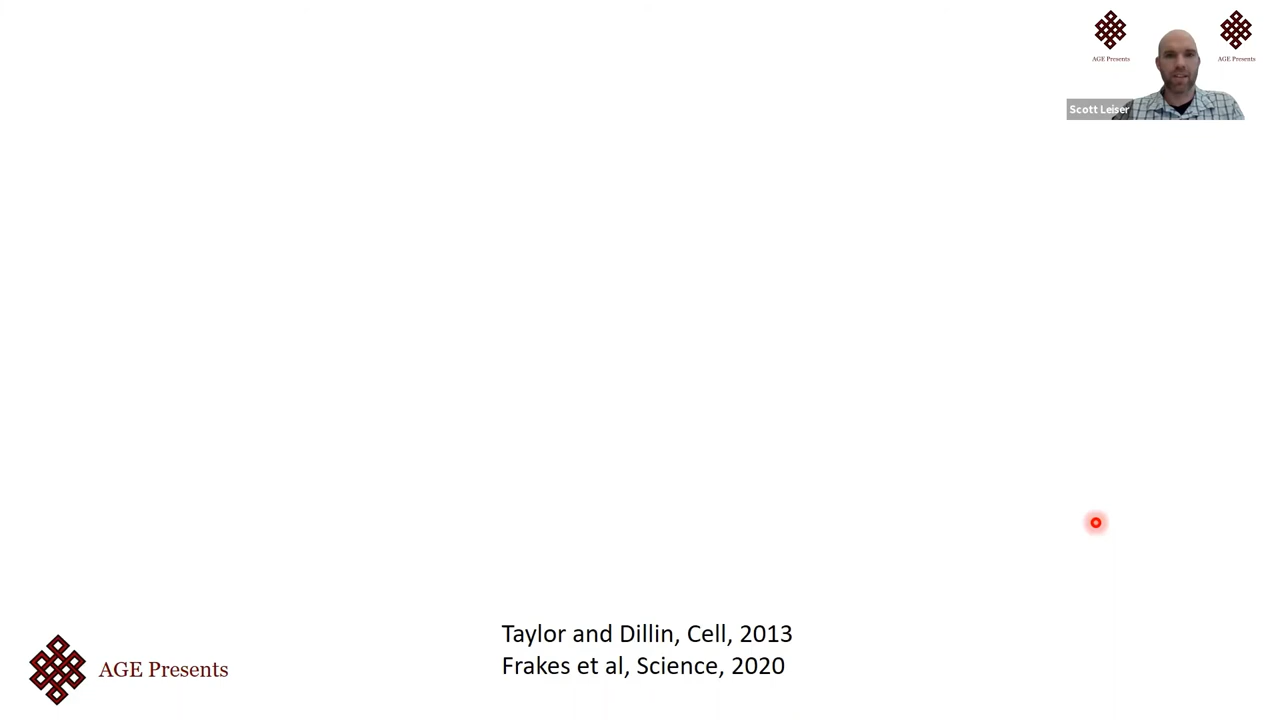 AGE Presents
AGE Presents
Scott Leiser
Taylor and Dillin, Cell, 2013
Frakes et al, Science, 2020
AGE Presents